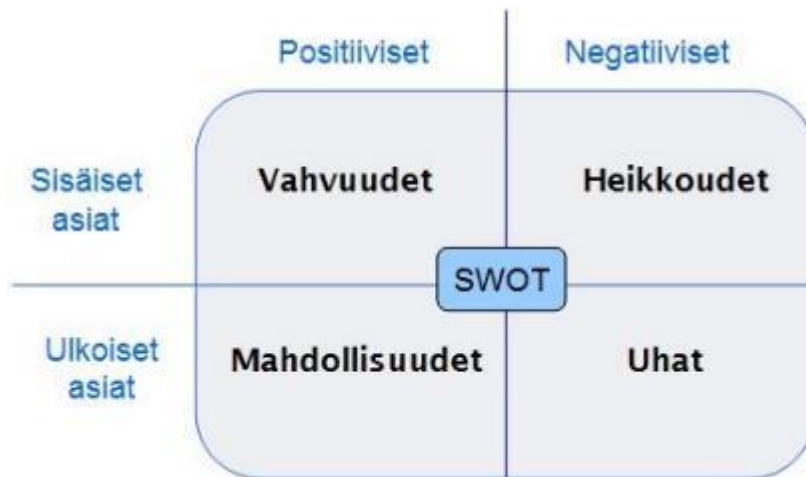 Positiiviset Negatiiviset
Sisäiset
asiat
Vahvuudet Heikkoudet
SWOT
Ulkoiset
asiat
Mahdollisuudet Uhat